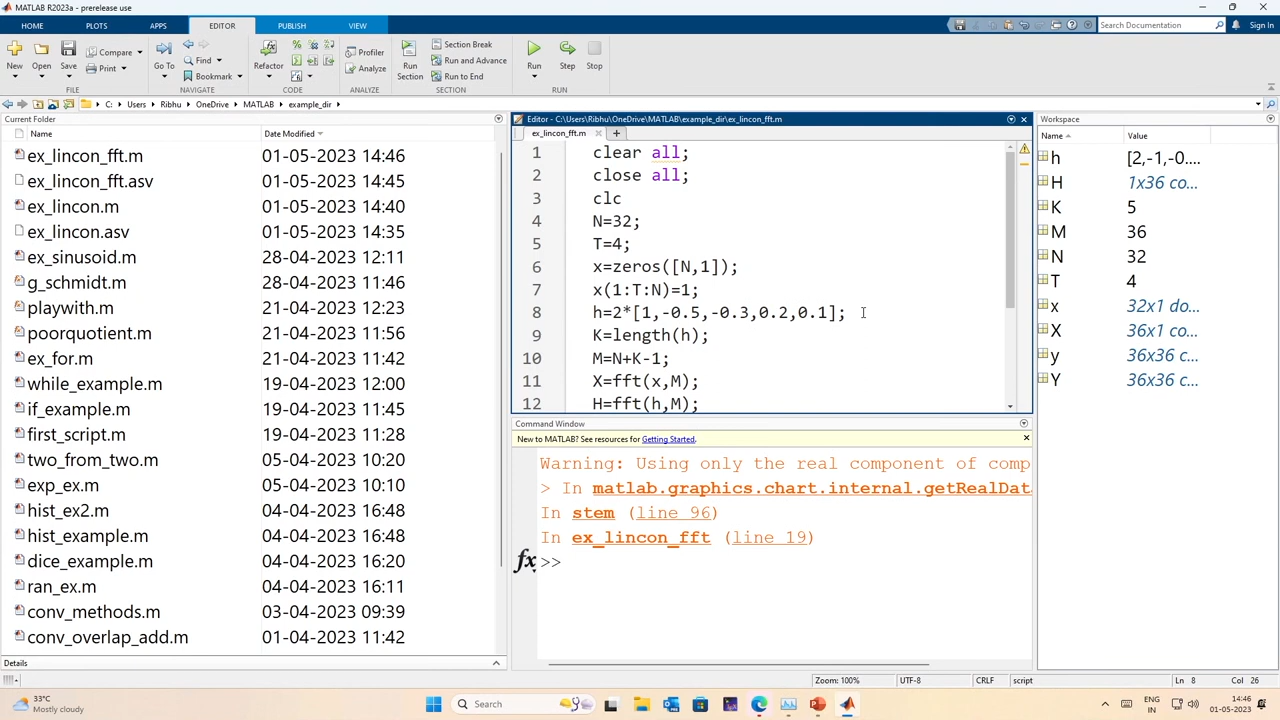 MATLAB R2023a - prerelease use
HOME PLOTS APPS EDITOR PUBLISH VIEW
Search Documentation
Sign In
New Open Save Compare Print Go To Find Bookmark Refactor Profiler Analyze Run Section Section Break Run and Advance Run to End Run Step Stop
FILE NAVIGATE CODE ANALYZE SECTION RUN
C: Users Ribhu OneDrive MATLAB example_dir
Current Folder
Name Date Modified
ex_lincon_fft.m 01-05-2023 14:46
ex_lincon_fft.asv 01-05-2023 14:45
ex_lincon.m 01-05-2023 14:40
ex_lincon.asv 01-05-2023 14:35
ex_sinusoid.m 28-04-2023 12:11
g_schmidt.m 28-04-2023 11:46
playwith.m 21-04-2023 12:23
poorquotient.m 21-04-2023 11:44
ex_for.m 21-04-2023 11:42
while_example.m 19-04-2023 12:00
if_example.m 19-04-2023 11:45
first_script.m 19-04-2023 11:28
two_from_two.m 05-04-2023 10:20
exp_ex.m 05-04-2023 10:10
hist_ex2.m 04-04-2023 16:48
hist_example.m 04-04-2023 16:48
dice_example.m 04-04-2023 16:20
ran_ex.m 04-04-2023 16:11
conv_methods.m 03-04-2023 09:39
conv_overlap_add.m 01-04-2023 11:42
Details
Editor - C:\Users\Ribhu\OneDrive\MATLAB\example_dir\ex_lincon_fft.m
ex_lincon_fft.m
1 clear all;
2 close all;
3 clc
4 N=32;
5 T=4;
6 x=zeros([N,1]);
7 x(1:T:N)=1;
8 h=2*[1,-0.5,-0.3,0.2,0.1];
9 K=length(h);
10 M=N+K-1;
11 X=fft(x,M);
12 H=fft(h,M);
Command Window
New to MATLAB? See resources for Getting Started.
Warning: Using only the real component of comp
> In matlab.graphics.chart.internal.getRealDat
In stem (line 96)
In ex_lincon_fft (line 19)
fx >>
Workspace
Name Value
h [2,-1,-0....
H 1x36 co...
K 5
M 36
N 32
T 4
x 32x1 do...
X 36x1 co...
y 36x36 c...
Y 36x36 c...
Zoom: 100% UTF-8 CRLF script Ln 8 Col 26
33°C
Mostly cloudy
Search
ENG
IN
14:46
01-05-2023